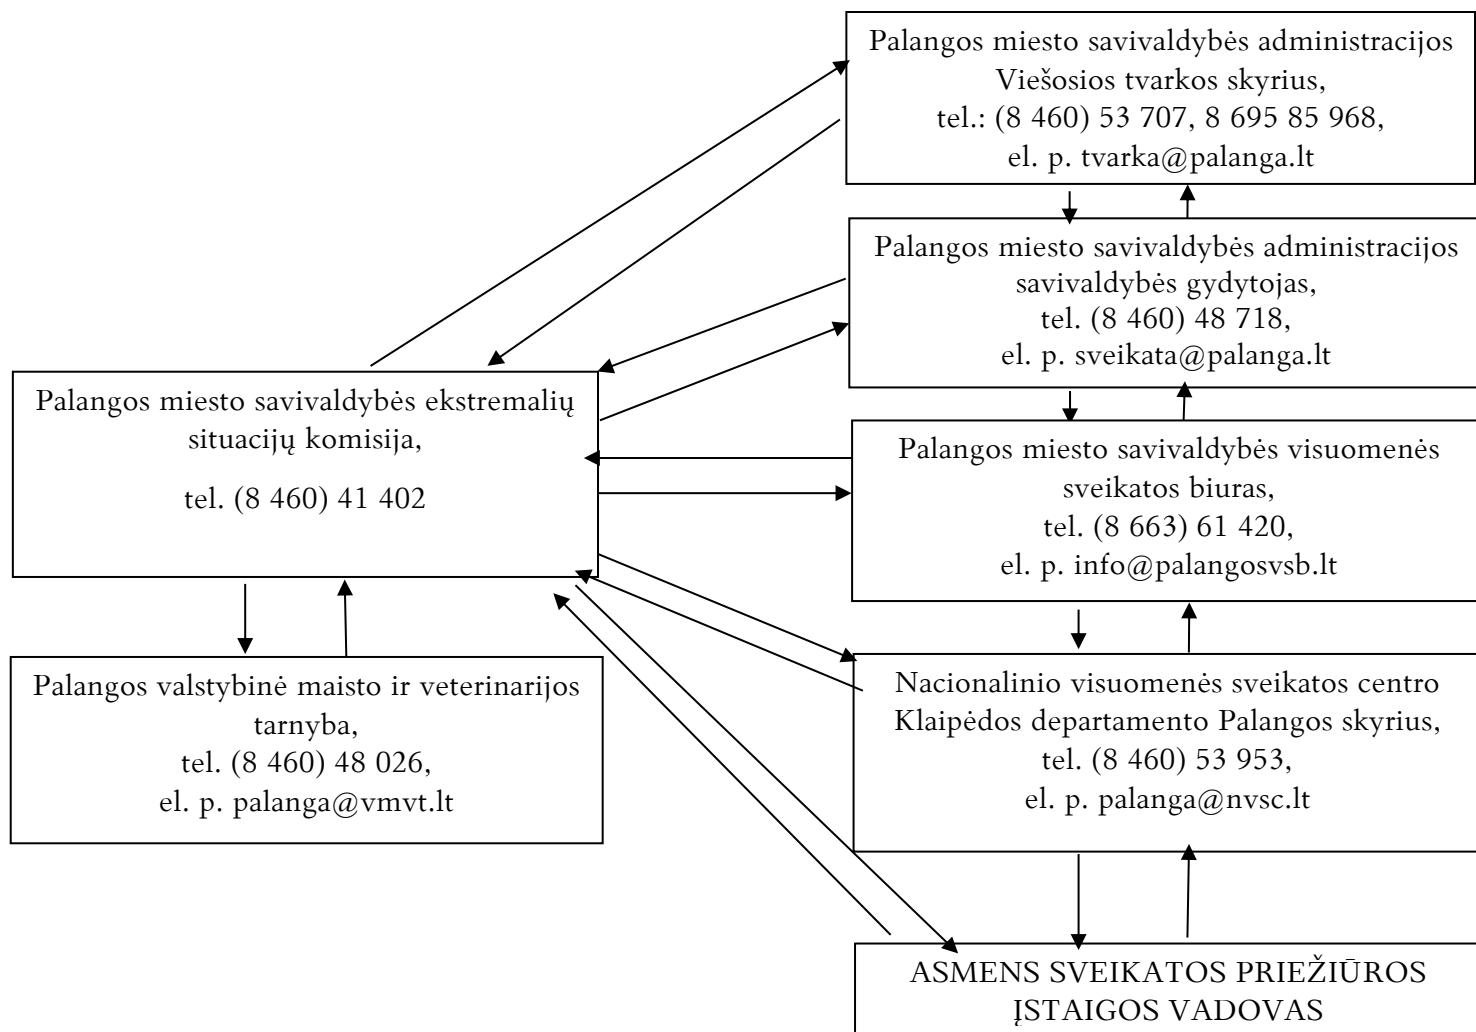 Palangos miesto savivaldybės administracijos
Viešosios tvarkos skyrius,
tel.: (8 460) 53 707, 8 695 85 968,
el. p. tvarka@palanga.lt
Palangos miesto savivaldybės administracijos
savivaldybės gydytojas,
tel. (8 460) 48 718,
el. p. sveikata@palanga.lt
Palangos miesto savivaldybės ekstremalių
situacijų komisija,
tel. (8 460) 41 402
Palangos miesto savivaldybės visuomenės
sveikatos biuras,
tel. (8 663) 61 420,
el. p. info@palangosvsb.lt
Palangos valstybinė maisto ir veterinarijos
tarnyba,
tel. (8 460) 48 026,
el. p. palanga@vmvt.lt
Nacionalinio visuomenės sveikatos centro
Klaipėdos departamento Palangos skyrius,
tel. (8 460) 53 953,
el. p. palanga@nvsc.lt
ASMENS SVEIKATOS PRIEŽIŪROS
ĮSTAIGOS VADOVAS